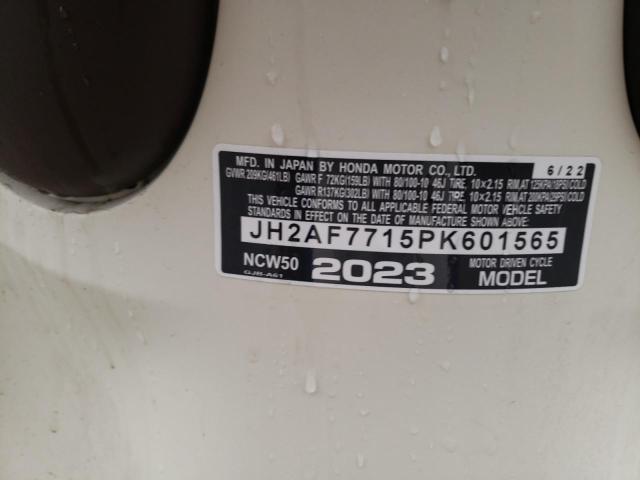 MFD. IN JAPAN BY HONDA MOTOR CO., LTD. 6/22
GVWR 209KG(461LB) GAWR F 72KG(159LB) WITH 80/100-10 46J TIRE, 10×2.15 RIM,AT 125KPA(18PSI)COLD
GAWR R137KG(302LB) WITH 80/100-10 46J TIRE, 10×2.15 RIM,AT 200KPA(29PSI)COLD
THIS VEHICLE CONFORMS TO ALL APPLICABLE FEDERAL MOTOR VEHICLE SAFETY
STANDARDS IN EFFECT ON THE DATE OF MANUFACTURE SHOWN ABOVE.
JH2AF7715PK601565
NCW50 2023 MOTOR DRIVEN CYCLE
GJB-A61 MODEL